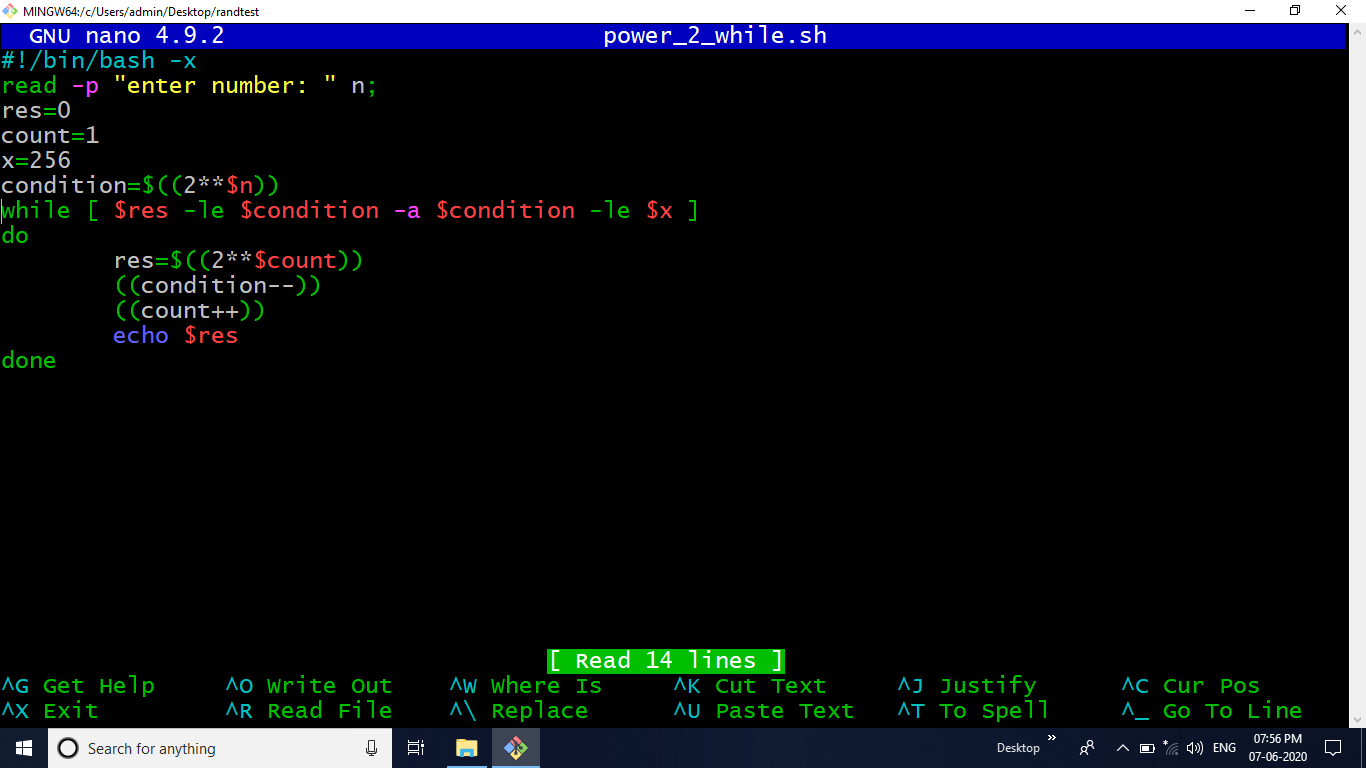 MINGW64:/c/Users/admin/Desktop/randtest
GNU nano 4.9.2 power_2_while.sh
#!/bin/bash -x
read -p "enter number: " n;
res=0
count=1
x=256
condition=$((2**$n))
while [ $res -le $condition -a $condition -le $x ]
do
        res=$((2**$count))
        ((condition--))
        ((count++))
        echo $res
done
[ Read 14 lines ]
^G Get Help ^O Write Out ^W Where Is ^K Cut Text ^J Justify ^C Cur Pos
^X Exit ^R Read File ^\ Replace ^U Paste Text ^T To Spell ^_ Go To Line
Search for anything Desktop » ENG 07:56 PM
07-06-2020